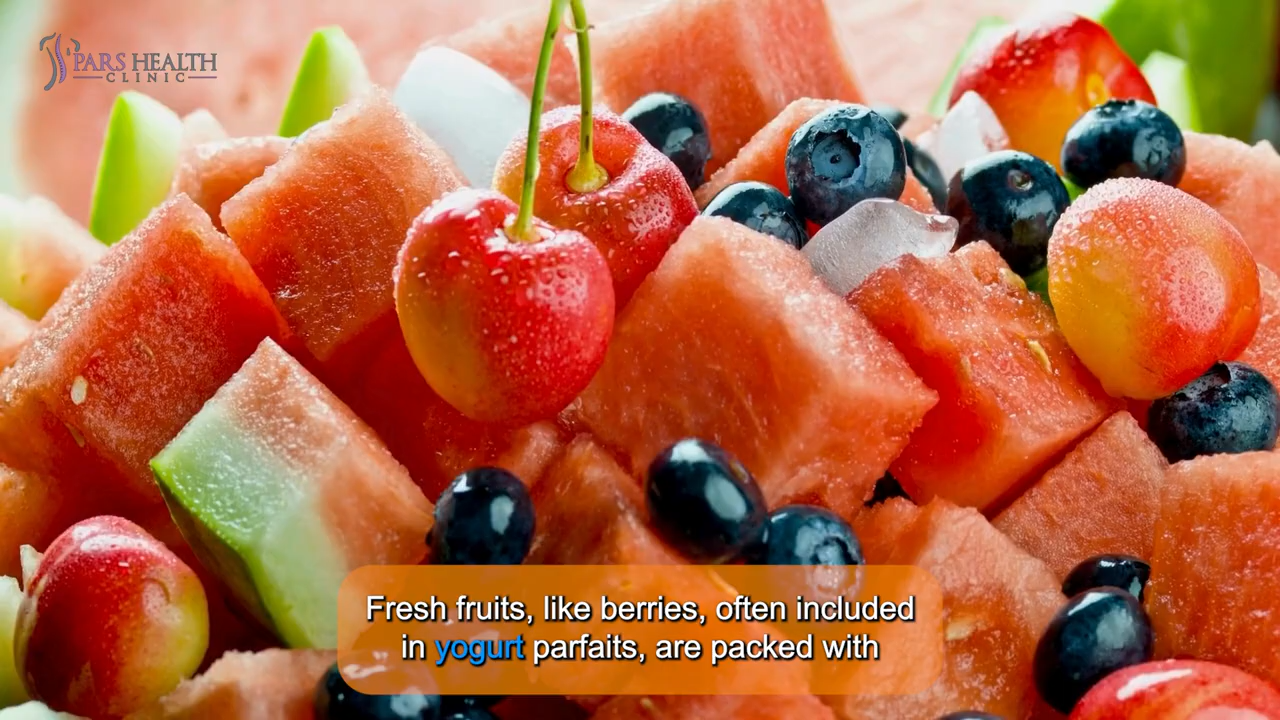 PARS HEALTH
CLINIC
Fresh fruits, like berries, often included
in yogurt parfaits, are packed with